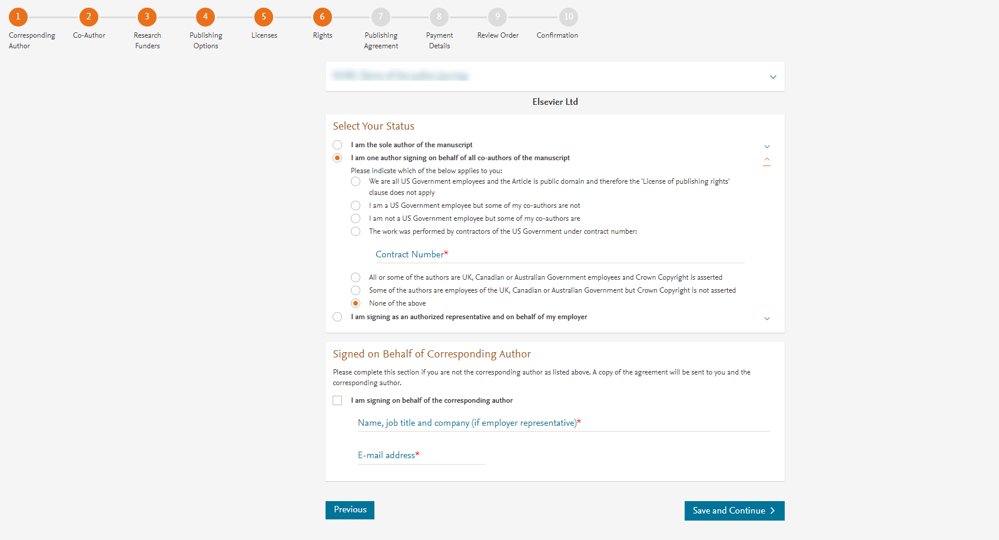 1
2
3
4
5
6
7
8
9
10
Corresponding
Author
Co-Author
Research
Funders
Publishing
Options
Licenses
Rights
Publishing
Agreement
Payment
Details
Review Order
Confirmation
Elsevier Ltd
Select Your Status
I am the sole author of the manuscript
I am one author signing on behalf of all co-authors of the manuscript
Please indicate which of the below applies to you:
We are all US Government employees and the Article is public domain and therefore the 'License of publishing rights'
clause does not apply
I am a US Government employee but some of my co-authors are not
I am not a US Government employee but some of my co-authors are
The work was performed by contractors of the US Government under contract number:
Contract Number*
All or some of the authors are UK, Canadian or Australian Government employees and Crown Copyright is asserted
Some of the authors are employees of the UK, Canadian or Australian Government but Crown Copyright is not asserted
None of the above
I am signing as an authorized representative and on behalf of my employer
Signed on Behalf of Corresponding Author
Please complete this section if you are not the corresponding author as listed above. A copy of the agreement will be sent to you and the
corresponding author.
I am signing on behalf of the corresponding author
Name, job title and company (if employer representative)*
E-mail address*
Previous
Save and Continue